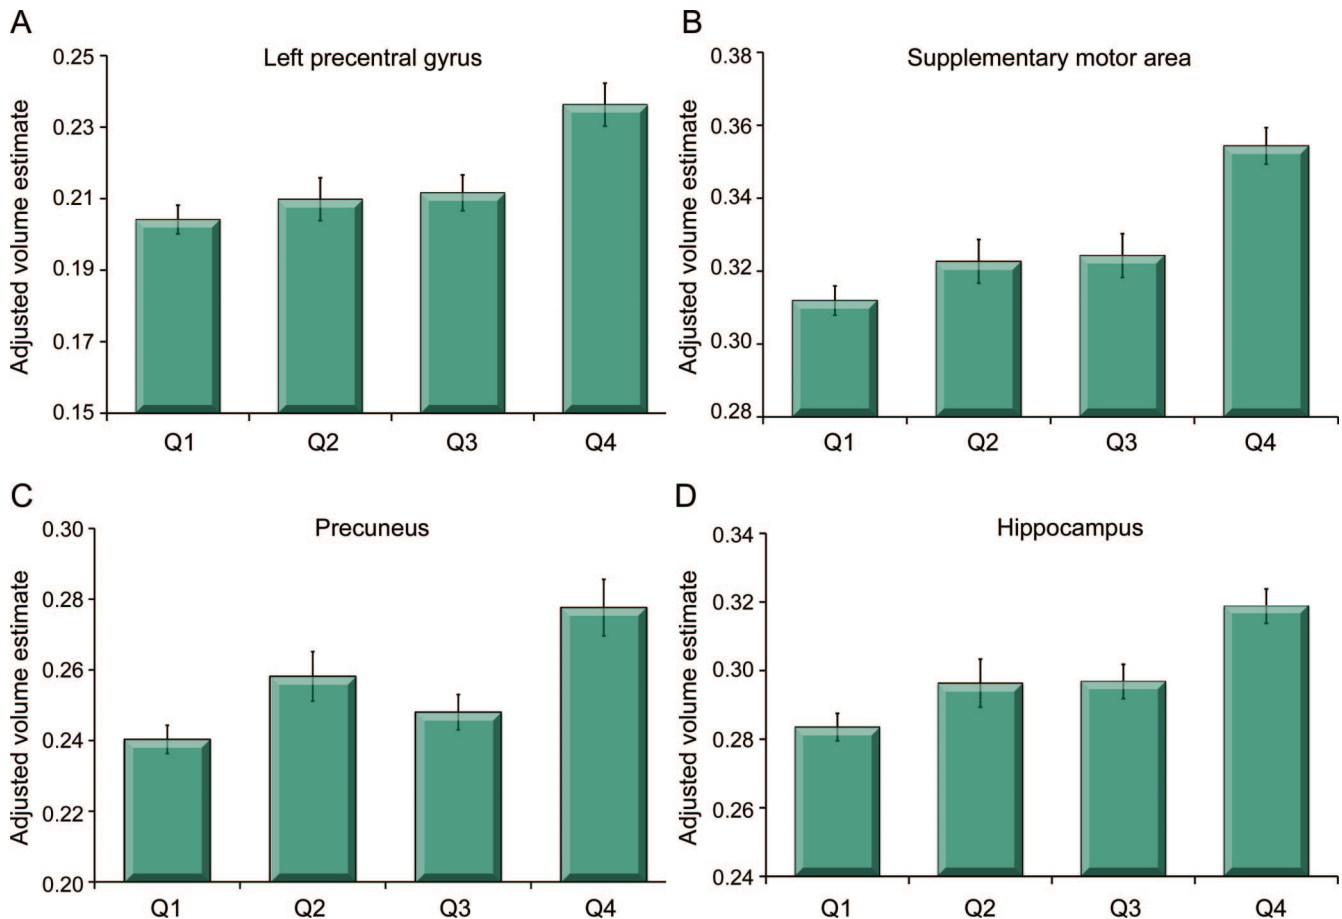 A
Left precentral gyrus
Adjusted volume estimate
0.25
0.23
0.21
0.19
0.17
0.15
Q1 Q2 Q3 Q4
B
Supplementary motor area
Adjusted volume estimate
0.38
0.36
0.34
0.32
0.30
0.28
Q1 Q2 Q3 Q4
C
Precuneus
Adjusted volume estimate
0.30
0.28
0.26
0.24
0.22
0.20
Q1 Q2 Q3 Q4
D
Hippocampus
Adjusted volume estimate
0.34
0.32
0.30
0.28
0.26
0.24
Q1 Q2 Q3 Q4